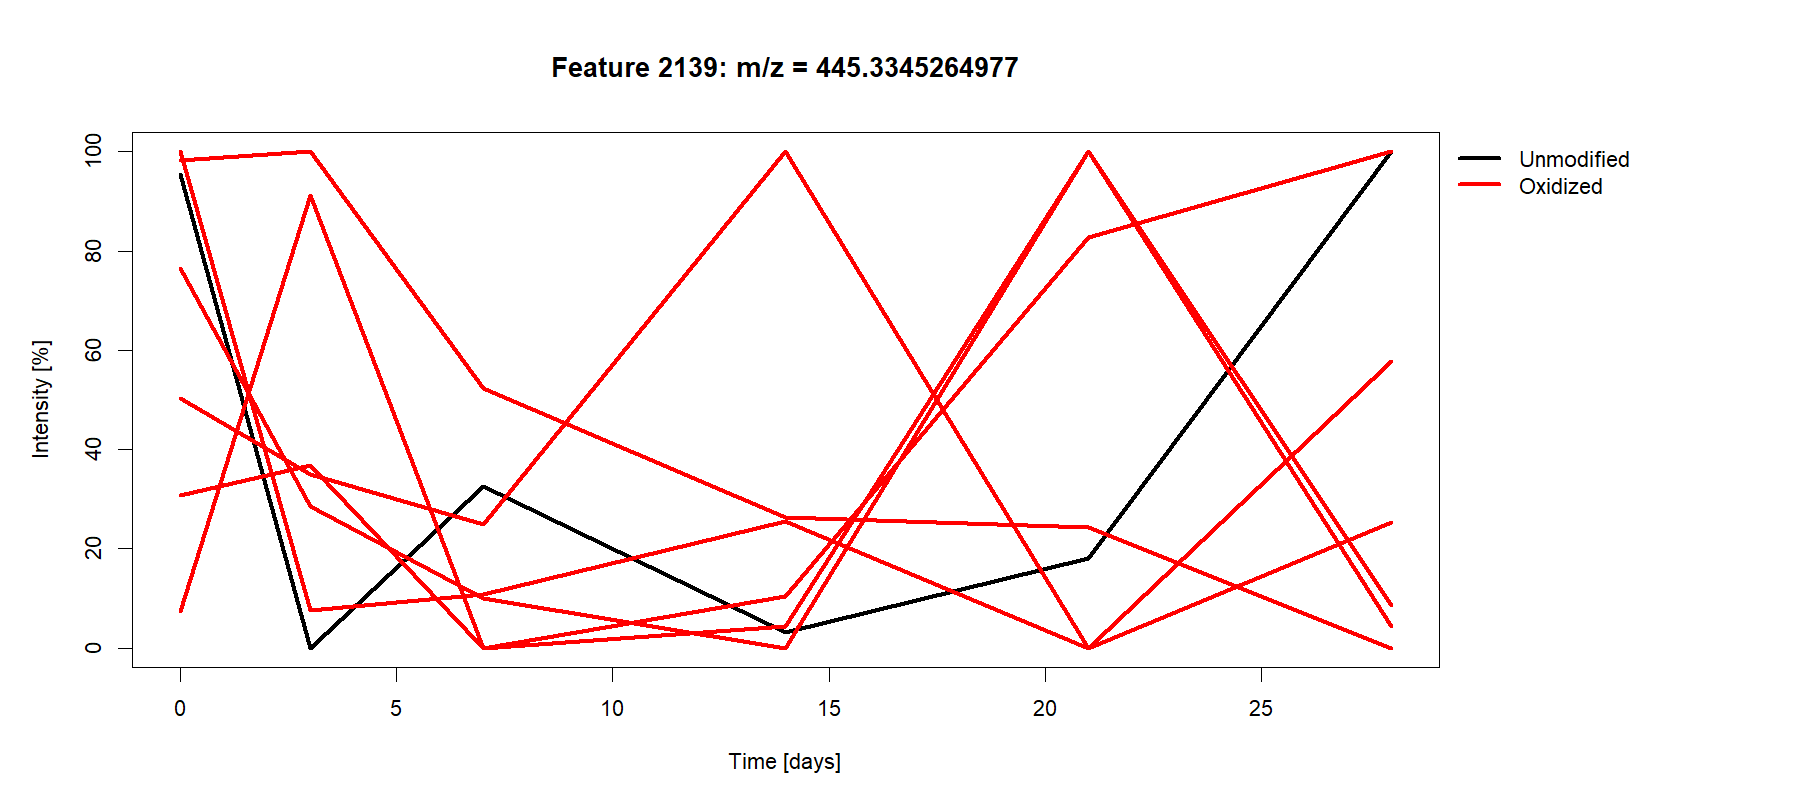 Feature 2139: m/z = 445.3345264977
Unmodified
Oxidized
Intensity [%]
100
80
60
40
20
0
0 5 10 15 20 25
Time [days]